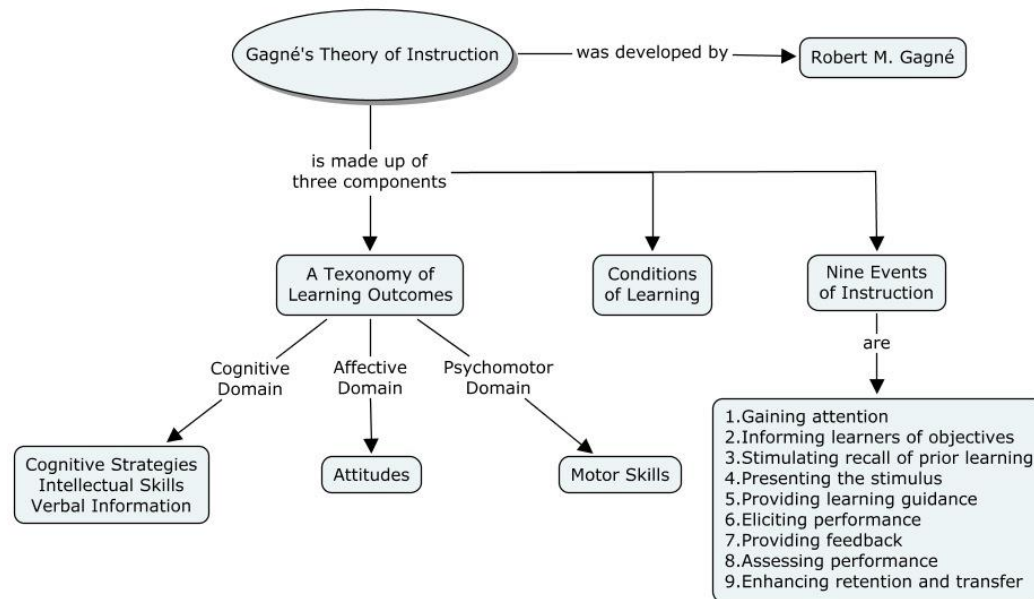 Gagné's Theory of Instruction
was developed by
Robert M. Gagné
is made up of
three components
A Texonomy of
Learning Outcomes
Conditions
of Learning
Nine Events
of Instruction
Cognitive
Domain
Affective
Domain
Psychomotor
Domain
are
Cognitive Strategies
Intellectual Skills
Verbal Information
Attitudes
Motor Skills
1.Gaining attention
2.Informing learners of objectives
3.Stimulating recall of prior learning
4.Presenting the stimulus
5.Providing learning guidance
6.Eliciting performance
7.Providing feedback
8.Assessing performance
9.Enhancing retention and transfer